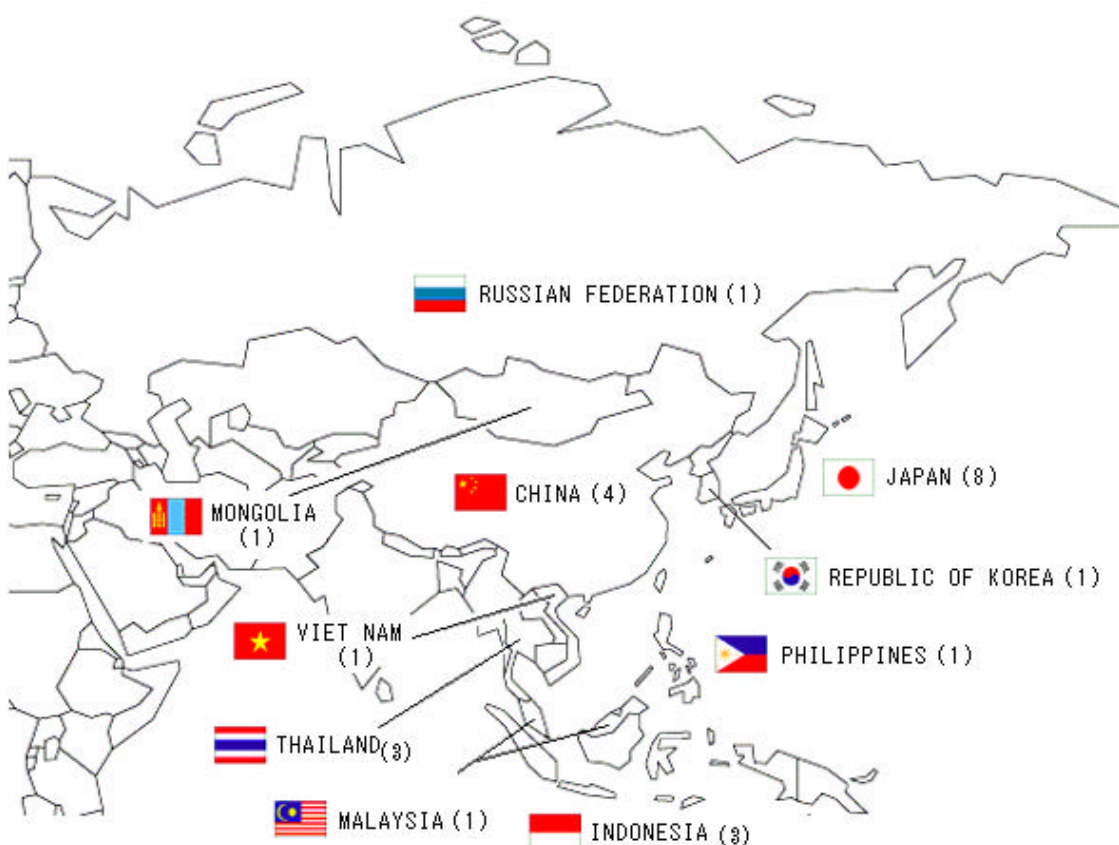 RUSSIAN FEDERATION (1)
JAPAN (8)
CHINA (4)
MONGOLIA
(1)
REPUBLIC OF KOREA (1)
VIET NAM
(1)
PHILIPPINES (1)
THAILAND (3)
MALAYSIA (1)
INDONESIA (3)